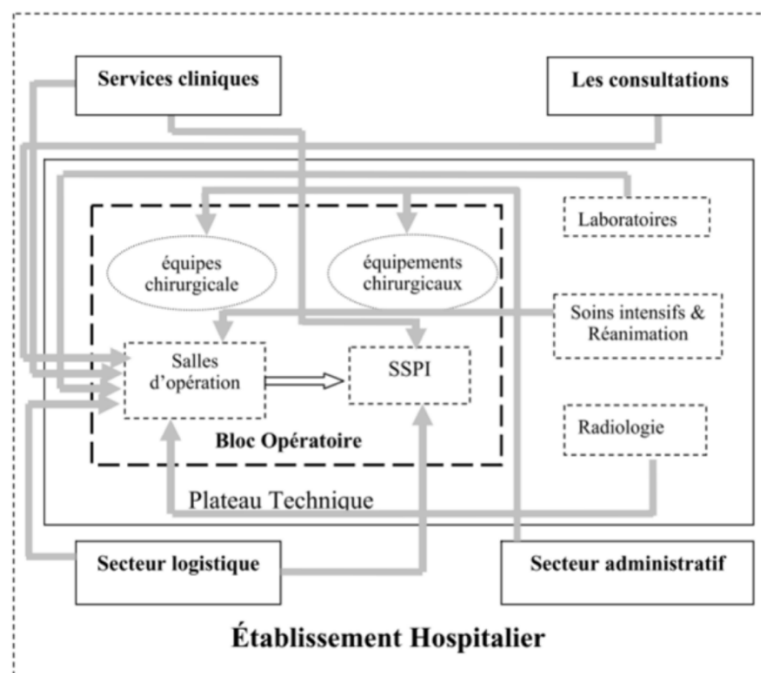 Services cliniques
Les consultations
Laboratoires
équipes
chirurgicale
équipements
chirurgicaux
Soins intensifs &
Réanimation
Salles
d'opération
SSPI
Radiologie
Bloc Opératoire
Plateau Technique
Secteur logistique
Secteur administratif
Établissement Hospitalier